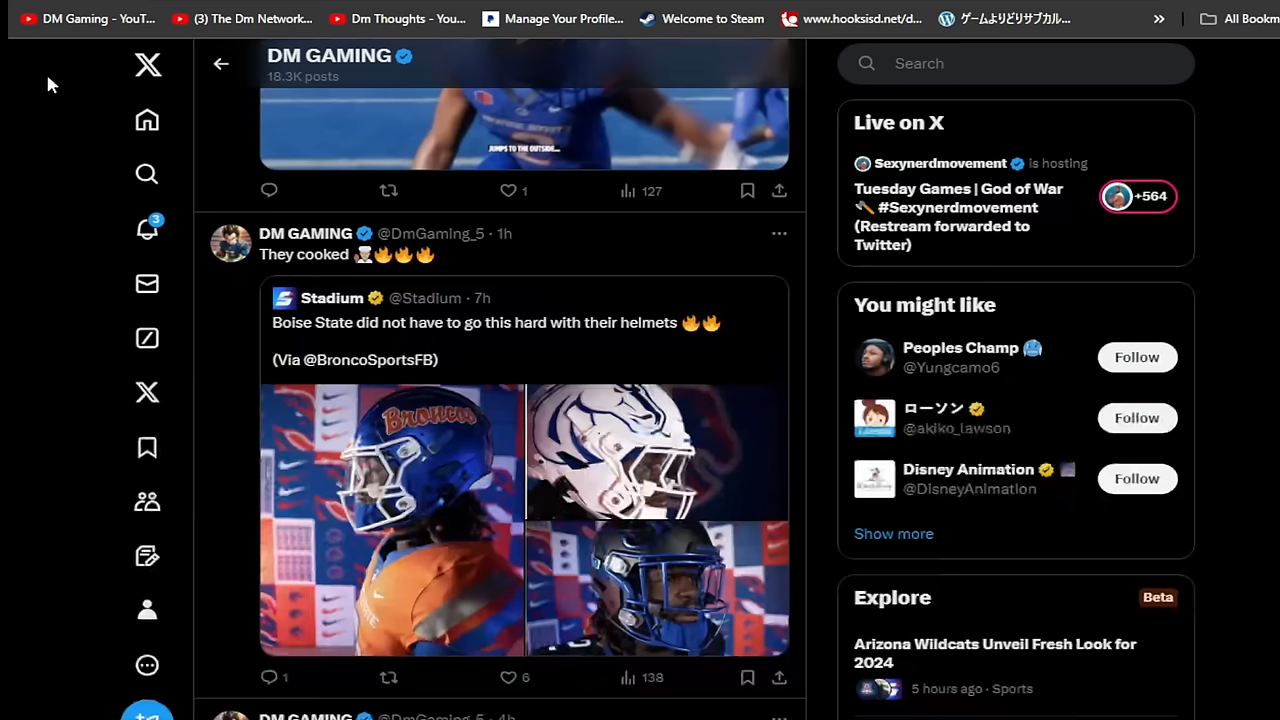 DM Gaming - YouT...
(3) The Dm Network...
Dm Thoughts - You...
Manage Your Profile...
Welcome to Steam
www.hooksisd.net/d...
ゲームよりどりサブカル...
»
All Bookm
DM GAMING
18.3K posts
JUMPS TO THE OUTSIDE...
1
127
3
DM GAMING @DmGaming_5 · 1h
They cooked 👨🏼‍🍳🔥🔥🔥
Stadium @Stadium · 7h
Boise State did not have to go this hard with their helmets 🔥🔥
(Via @BroncoSportsFB)
Broncos
1
6
138
DM GAMING @DmGaming_5 · 4h
Search
Live on X
Sexynerdmovement is hosting
Tuesday Games | God of War
🪓 #Sexynerdmovement
(Restream forwarded to
Twitter)
+564
You might like
Peoples Champ 🥶
@Yungcamo6
Follow
ローソン
@akiko_lawson
Follow
Disney Animation
@DisneyAnimation
Follow
Show more
Explore
Beta
Arizona Wildcats Unveil Fresh Look for
2024
5 hours ago · Sports